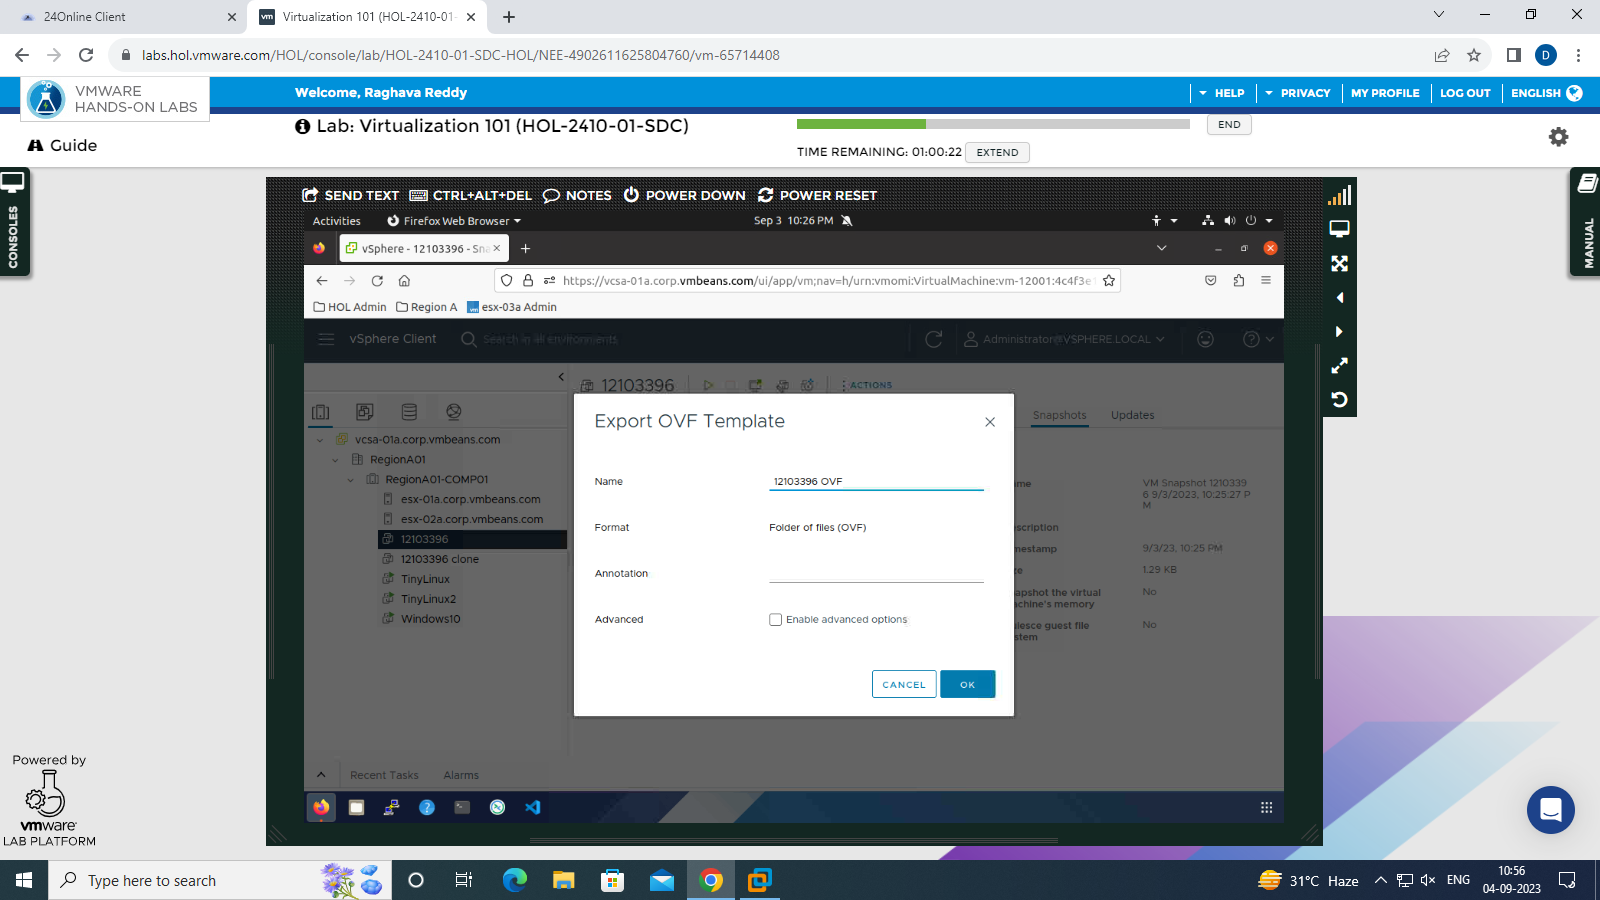 24Online Client
vm Virtualization 101 (HOL-2410-01-
labs.hol.vmware.com/HOL/console/lab/HOL-2410-01-SDC-HOL/NEE-4902611625804760/vm-65714408
D
VMWARE
HANDS-ON LABS
Welcome, Raghava Reddy
HELP
PRIVACY
MY PROFILE
LOG OUT
ENGLISH
Guide
Lab: Virtualization 101 (HOL-2410-01-SDC)
END
TIME REMAINING: 01:00:22
EXTEND
CONSOLES
MANUAL
SEND TEXT
CTRL+ALT+DEL
NOTES
POWER DOWN
POWER RESET
Activities
Firefox Web Browser
Sep 3 10:26 PM
vSphere - 12103396 - Sna
https://vcsa-01a.corp.vmbeans.com/ui/app/vm;nav=h/urn:vmomi:VirtualMachine:vm-12001:4c4f3e1
HOL Admin
Region A
esx-03a Admin
vSphere Client
Search in all environments
Administrator@VSPHERE.LOCAL
12103396
ACTIONS
Snapshots
Updates
vcsa-01a.corp.vmbeans.com
RegionA01
RegionA01-COMP01
esx-01a.corp.vmbeans.com
esx-02a.corp.vmbeans.com
12103396
12103396 clone
TinyLinux
TinyLinux2
Windows10
Export OVF Template
Name
12103396 OVF
Format
Folder of files (OVF)
Annotation
Advanced
Enable advanced options
CANCEL
OK
me
VM Snapshot 1210339
6 9/3/2023, 10:25:27 P
M
scription
mestamp
9/3/23, 10:25 PM
re
1.29 KB
apshot the virtual
achine's memory
No
iesce guest file
stem
No
Recent Tasks
Alarms
Powered by
vmware
LAB PLATFORM
Type here to search
31°C Haze
ENG
10:56
04-09-2023